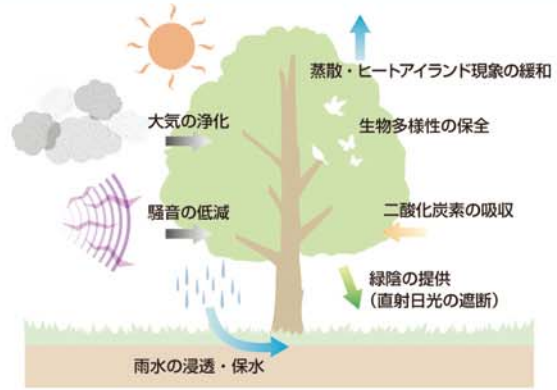 蒸散・ヒートアイランド現象の緩和
大気の浄化
生物多様性の保全
騒音の低減
二酸化炭素の吸収
緑陰の提供
（直射日光の遮断）
雨水の浸透・保水